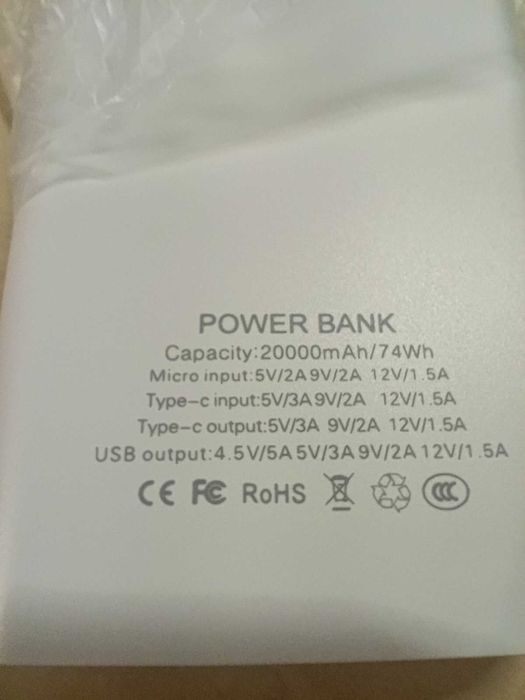 POWER BANK
Capacity:20000mAh/74Wh
Micro input:5V/2A 9V/2A 12V/1.5A
Type-c input:5V/3A 9V/2A 12V/1.5A
Type-c output:5V/3A 9V/2A 12V/1.5A
USB output:4.5V/5A 5V/3A 9V/2A 12V/1.5A
CE FC RoHS CCC